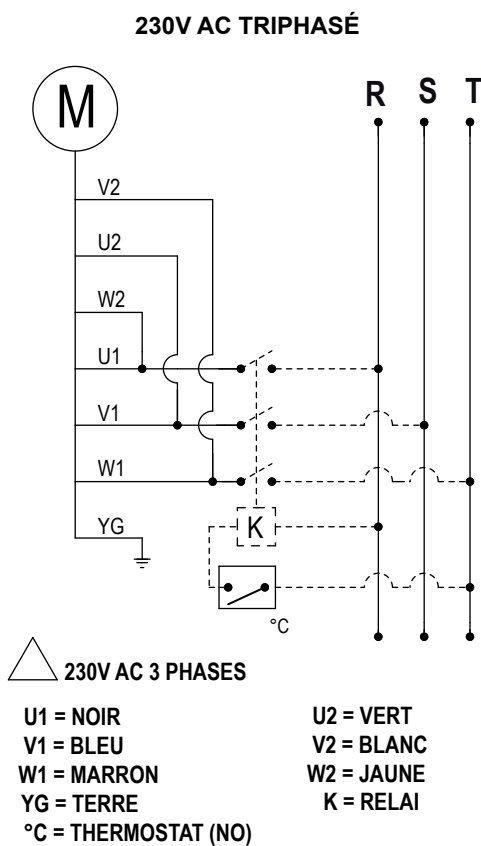 230V AC TRIPHASÉ
M
R S T
V2
U2
W2
U1
V1
W1
YG
K
°C
230V AC 3 PHASES
U1 = NOIR
V1 = BLEU
W1 = MARRON
YG = TERRE
°C = THERMOSTAT (NO)
U2 = VERT
V2 = BLANC
W2 = JAUNE
K = RELAI